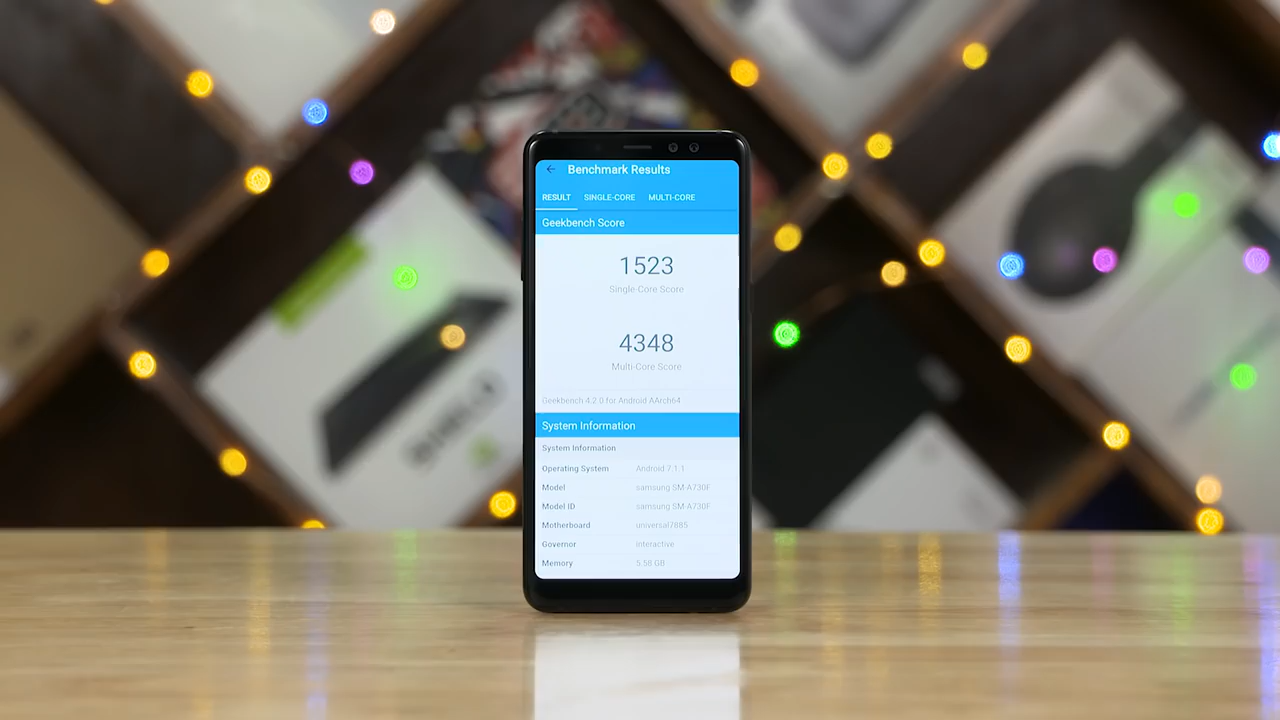 Benchmark Results
RESULT SINGLE-CORE MULTI-CORE
Geekbench Score
1523
Single-Core Score
4348
Multi-Core Score
Geekbench 4.2.0 for Android AArch64
System Information
System Information
Operating System Android 7.1.1
Model samsung SM-A730F
Model ID samsung SM-A730F
Motherboard universal7885
Governor interactive
Memory 5.58 GB
SHIELD